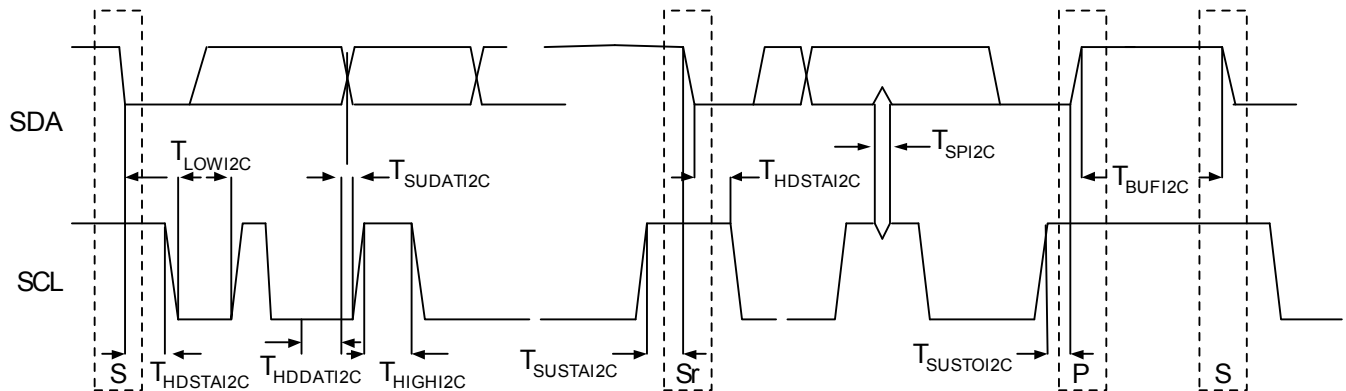 SDA
TLOWI2C
TSUDATI2C
THDSTAI2C
TSPI2C
TBUFI2C
SCL
S
THDSTAI2C
THDDATI2C
THIGHI2C
TSUSTAI2C
Sr
TSUSTOI2C
P
S